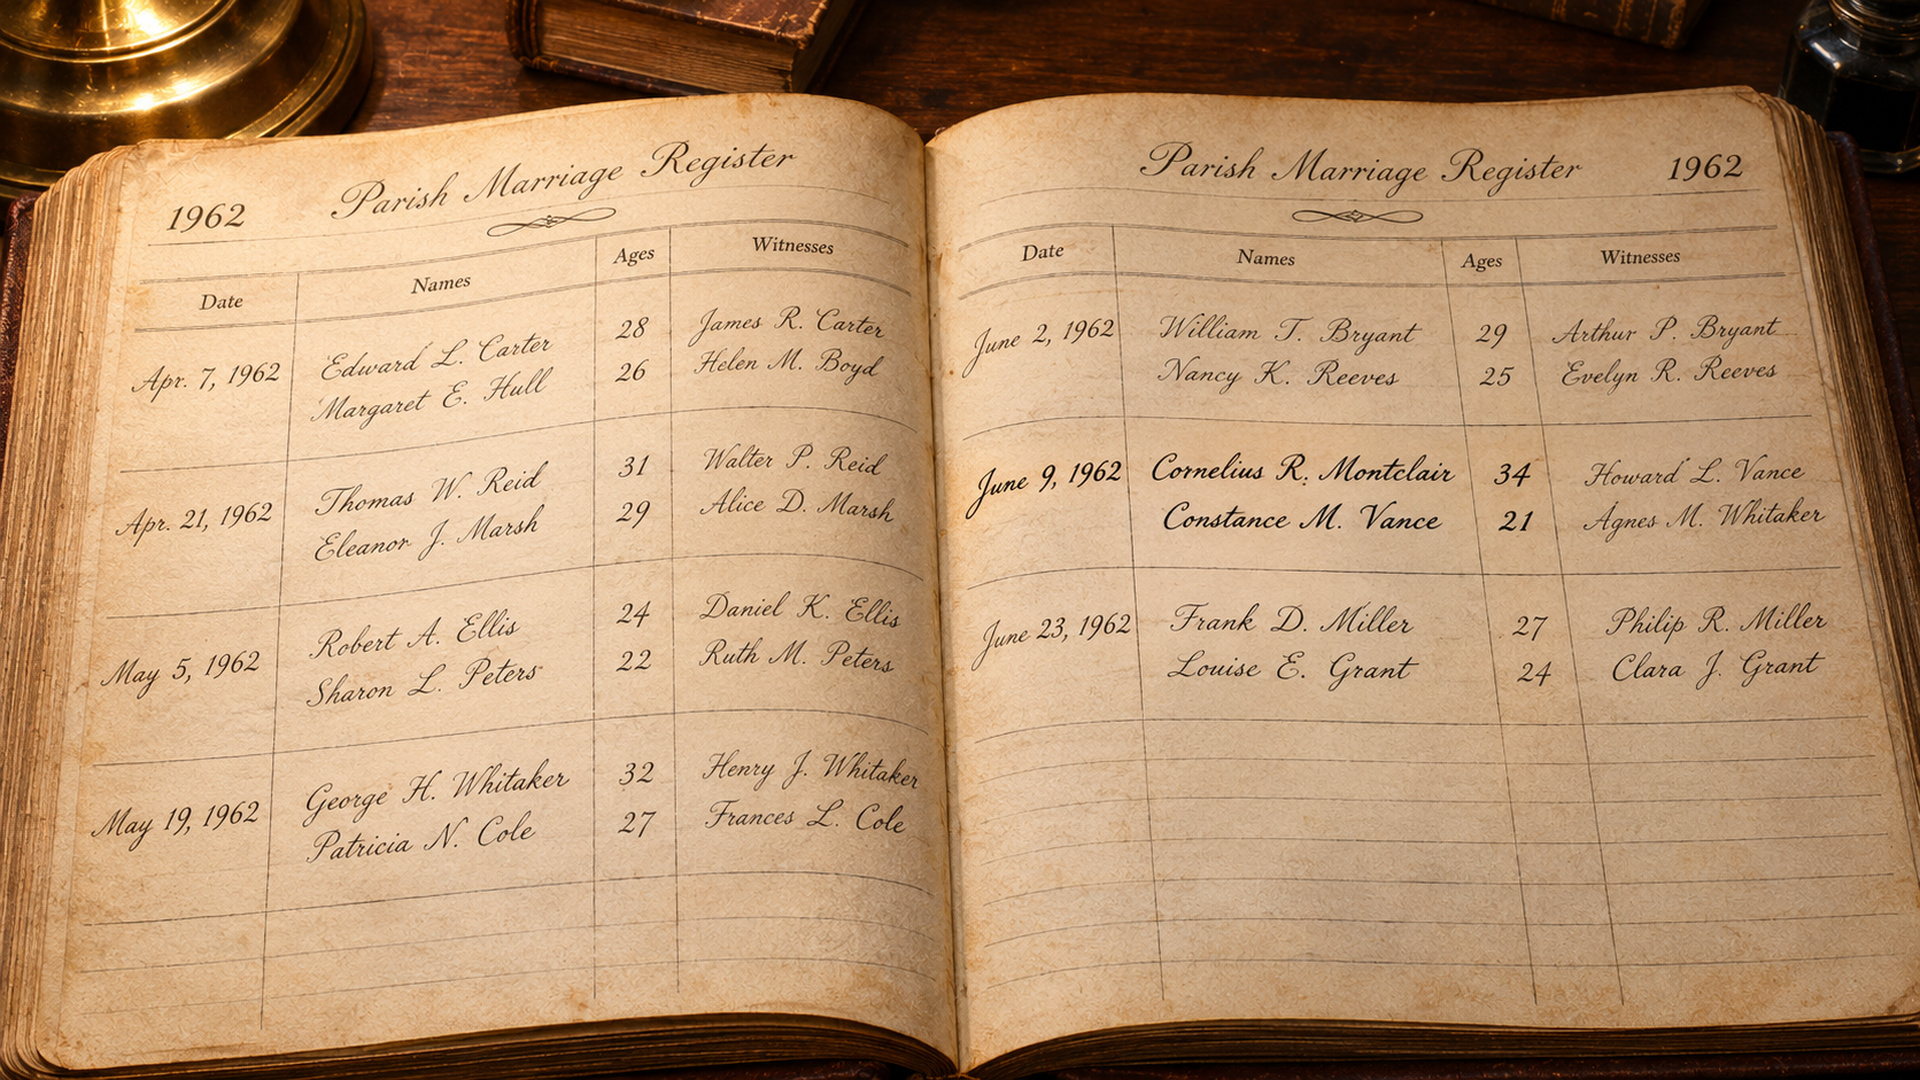 1962 Parish Marriage Register
Date Names Ages Witnesses
Apr. 7, 1962 Edward L. Carter 28 James R. Carter
Margaret E. Hull 26 Helen M. Boyd
Apr. 21, 1962 Thomas W. Reid 31 Walter P. Reid
Eleanor J. Marsh 29 Alice D. Marsh
May 5, 1962 Robert A. Ellis 24 Daniel K. Ellis
Sharon L. Peters 22 Ruth M. Peters
May 19, 1962 George H. Whitaker 32 Henry J. Whitaker
Patricia N. Cole 27 Frances L. Cole
Parish Marriage Register 1962
Date Names Ages Witnesses
June 2, 1962 William T. Bryant 29 Arthur P. Bryant
Nancy K. Reeves 25 Evelyn R. Reeves
June 9, 1962 Cornelius R. Montclair 34 Howard L. Vance
Constance M. Vance 21 Agnes M. Whitaker
June 23, 1962 Frank D. Miller 27 Philip R. Miller
Louise E. Grant 24 Clara J. Grant